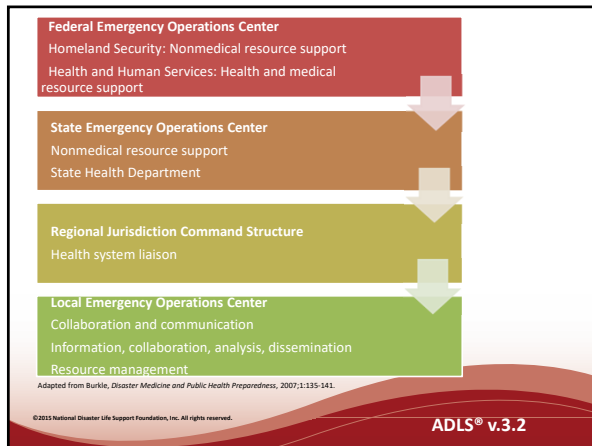 Federal Emergency Operations Center
Homeland Security: Nonmedical resource support
Health and Human Services: Health and medical
resource support
State Emergency Operations Center
Nonmedical resource support
State Health Department
Regional Jurisdiction Command Structure
Health system liaison
Local Emergency Operations Center
Collaboration and communication
Information, collaboration, analysis, dissemination
Resource management
Adapted from Burkle, Disaster Medicine and Public Health Preparedness, 2007;1:135-141.
©2015 National Disaster Life Support Foundation, Inc. All rights reserved.
ADLS® v.3.2